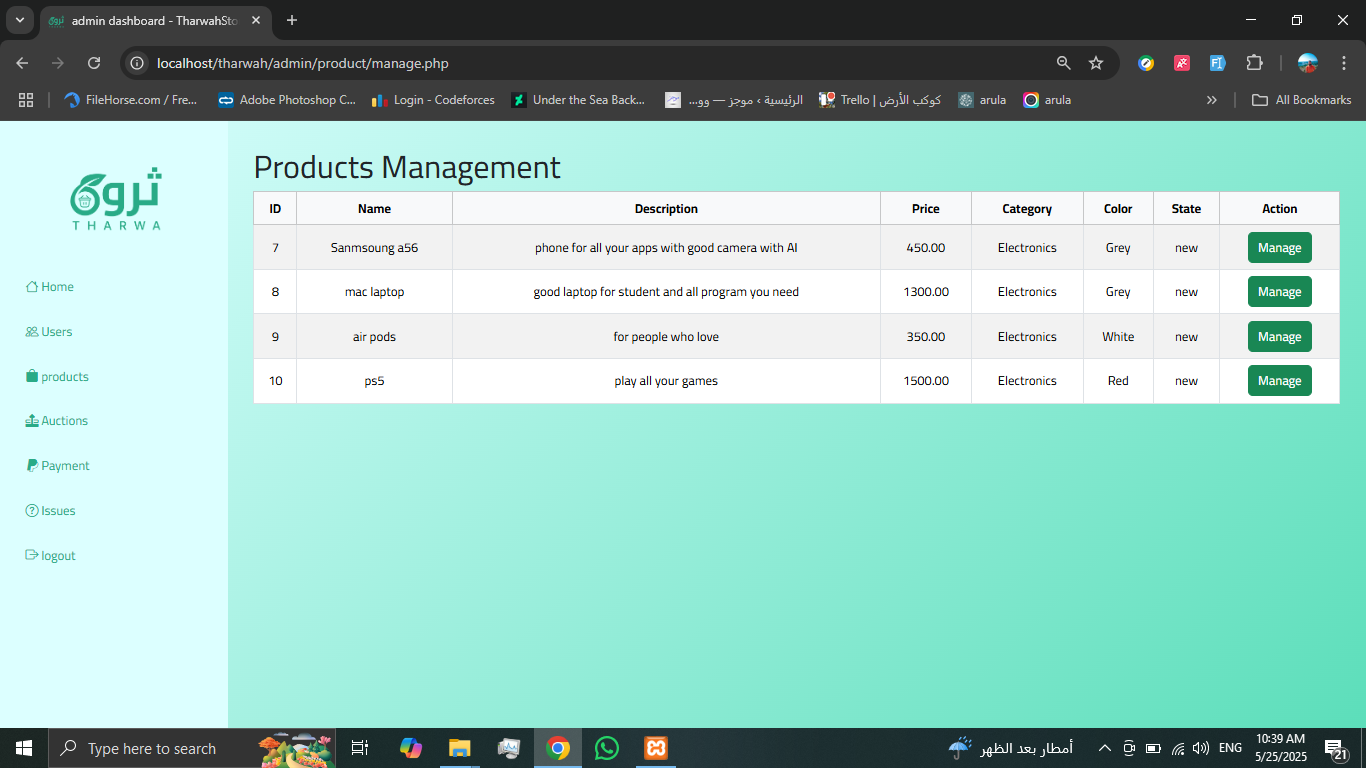 admin dashboard - TharwahSto
localhost/tharwah/admin/product/manage.php
FileHorse.com / Fre... Adobe Photoshop C... Login - Codeforces Under the Sea Back... الرئيسية › موجز — وو... Trello | كوكب الأرض arula arula » All Bookmarks
ثروة
THARWA
Home
Users
products
Auctions
Payment
Issues
logout
Products Management
ID Name Description Price Category Color State Action
7 Sanmsoung a56 phone for all your apps with good camera with AI 450.00 Electronics Grey new Manage
8 mac laptop good laptop for student and all program you need 1300.00 Electronics Grey new Manage
9 air pods for people who love 350.00 Electronics White new Manage
10 ps5 play all your games 1500.00 Electronics Red new Manage
Type here to search
أمطار بعد الظهر
ENG
10:39 AM
5/25/2025
21